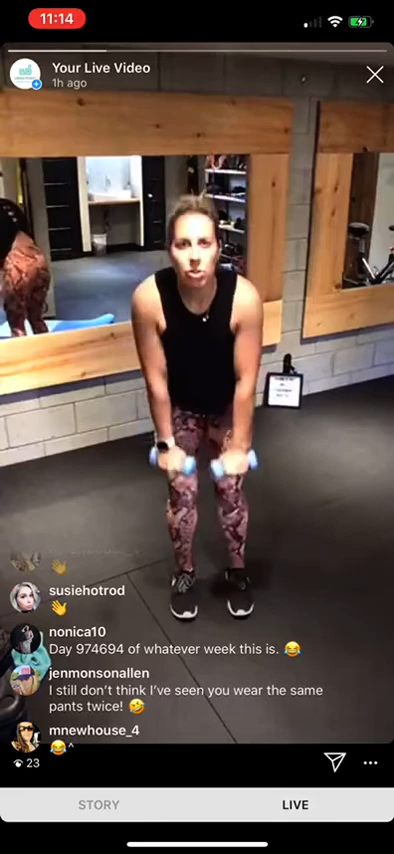 11:14
Your Live Video
1h ago
susiehotrod
👋
nonica10
Day 974694 of whatever week this is. 😂
jenmonsonallen
I still don't think I've seen you wear the same
pants twice! 🤣
mnewhouse_4
😂^
23
STORY
LIVE